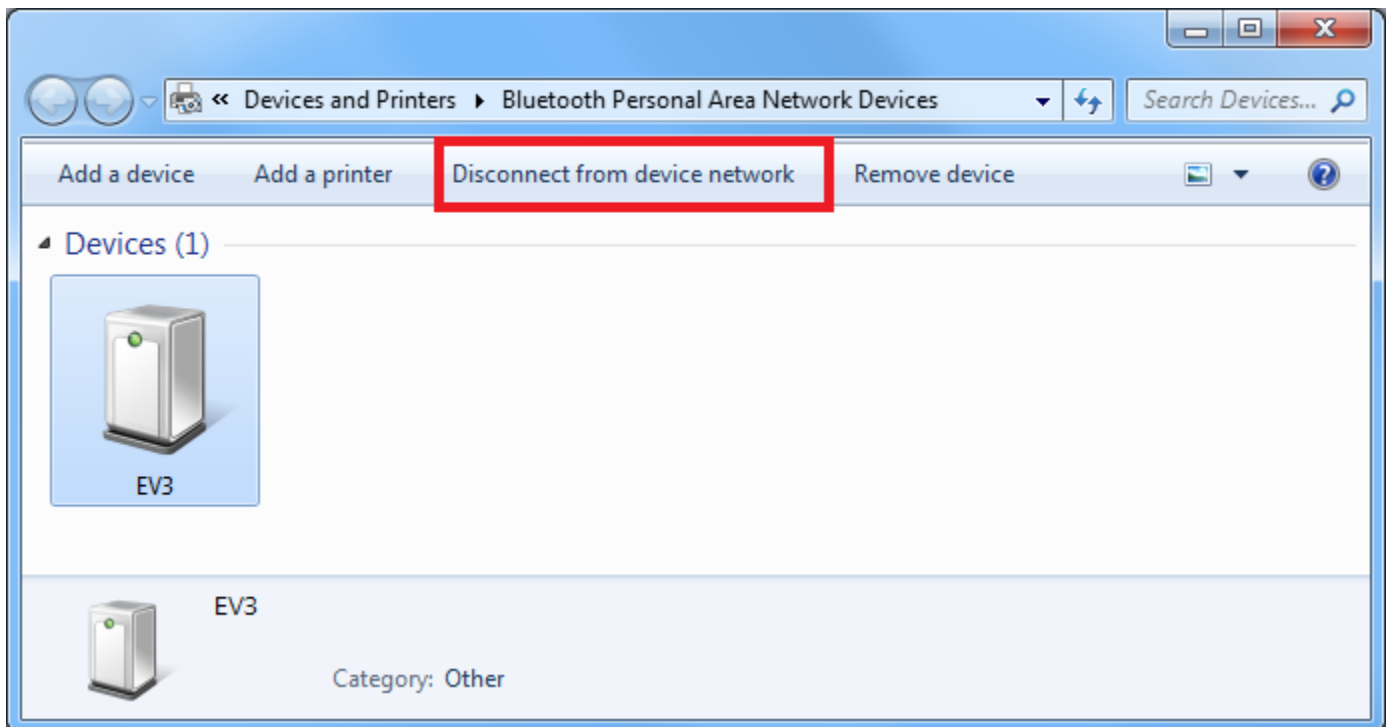 « Devices and Printers ▸ Bluetooth Personal Area Network Devices Search Devices...
Add a device Add a printer Disconnect from device network Remove device
Devices (1)
EV3
EV3
Category: Other